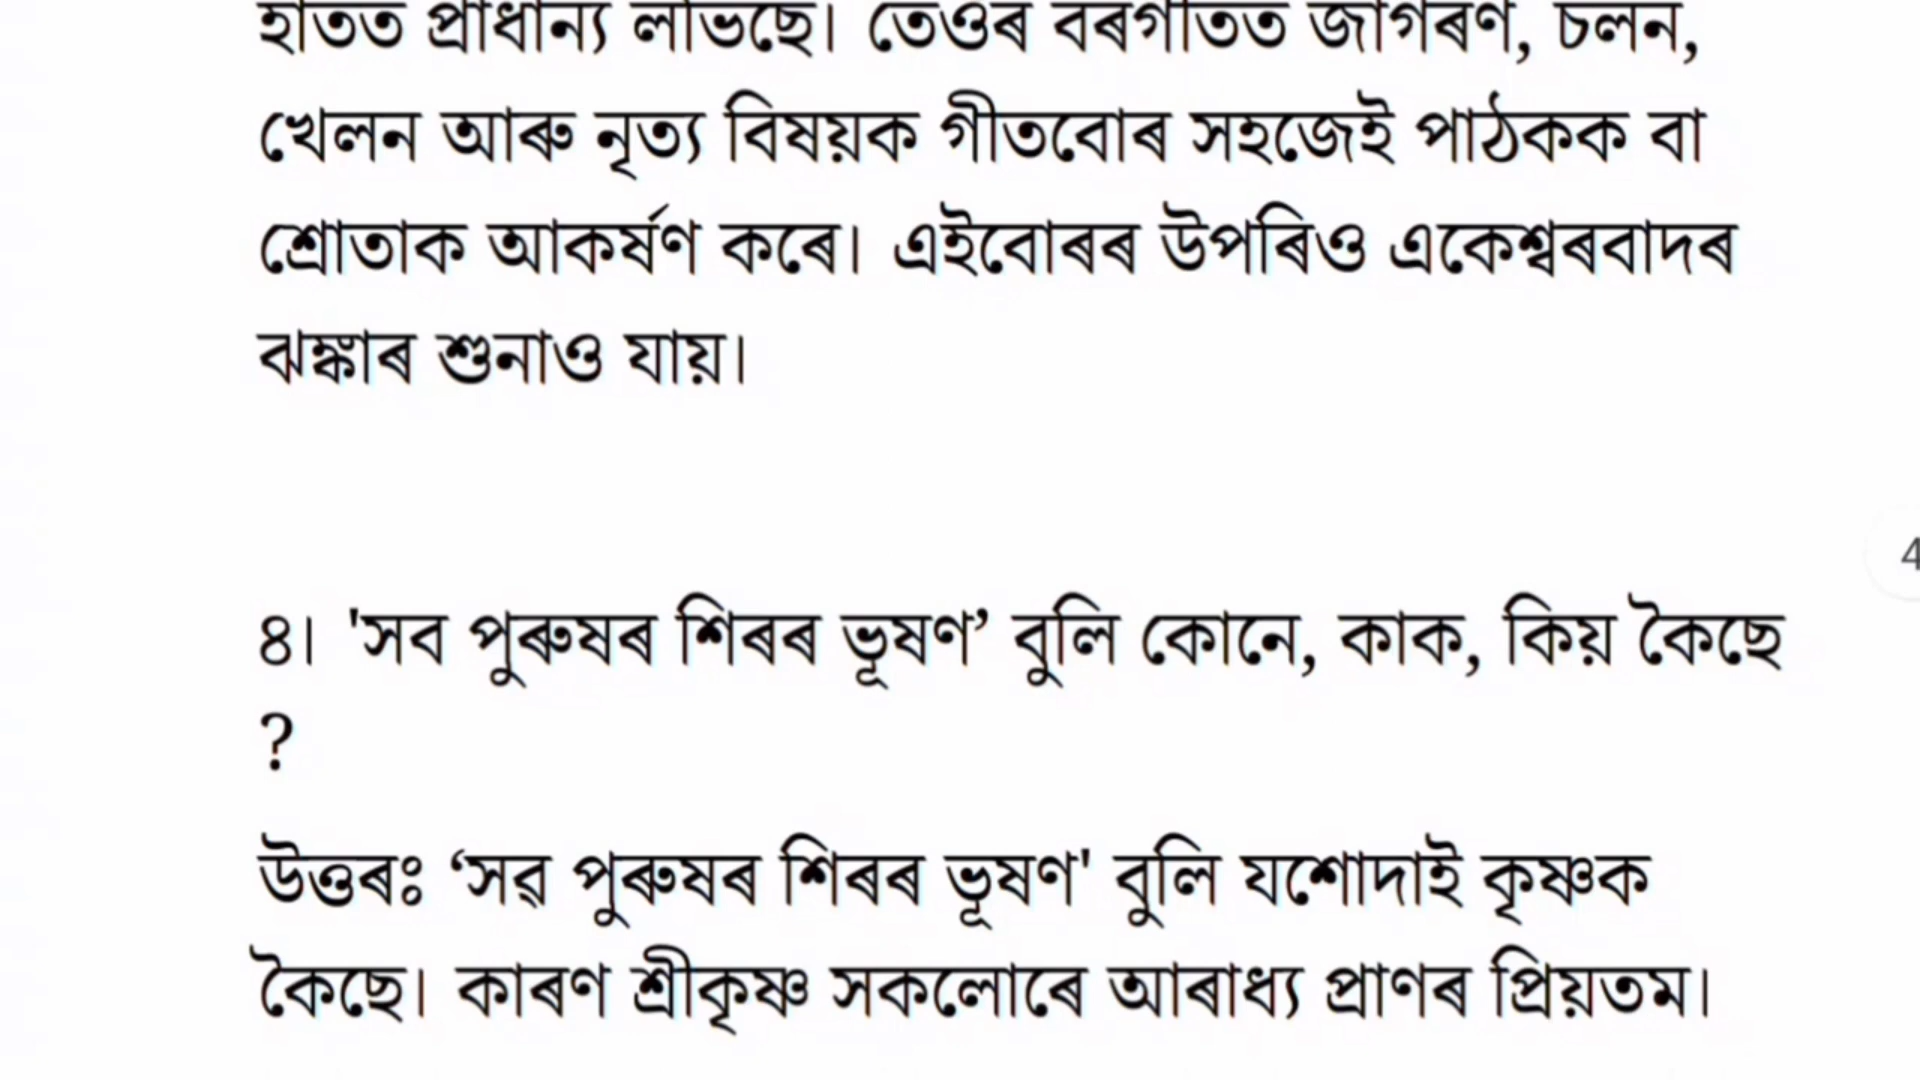 হাতত প্ৰাধান্য লাভিছে। তেওঁৰ বৰগীতত জাগৰণ, চলন,
খেলন আৰু নৃত্য বিষয়ক গীতবোৰ সহজেই পাঠকক বা
শ্ৰোতাক আকৰ্ষণ কৰে। এইবোৰৰ উপৰিও একেশ্বৰবাদৰ
ঝঙ্কাৰ শুনাও যায়।
4
৪। 'সব পুৰুষৰ শিৰৰ ভূষণ’ বুলি কোনে, কাক, কিয় কৈছে
?
উত্তৰঃ ‘সৱ পুৰুষৰ শিৰৰ ভূষণ' বুলি যশোদাই কৃষ্ণক
কৈছে। কাৰণ শ্ৰীকৃষ্ণ সকলোৰে আৰাধ্য প্ৰাণৰ প্ৰিয়তম।